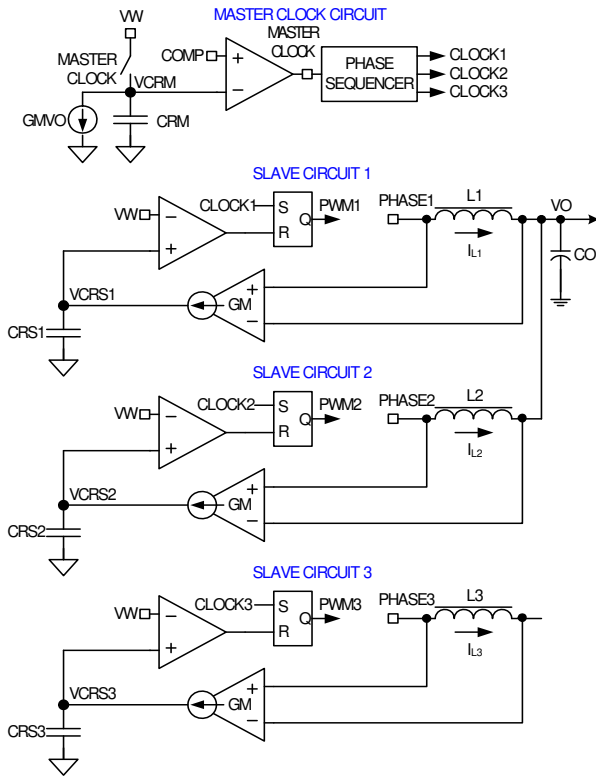 MASTER CLOCK CIRCUIT
VW
MASTER
CLOCK
MASTER
CLOCK
COMP
+
−
VCRM
GMVO
CRM
PHASE
SEQUENCER
CLOCK1
CLOCK2
CLOCK3
SLAVE CIRCUIT 1
VW
−
+
CLOCK1
S
R
Q
PWM1
PHASE1
L1
IL1
VO
CO
VCRS1
GM
+
−
CRS1
SLAVE CIRCUIT 2
VW
−
+
CLOCK2
S
R
Q
PWM2
PHASE2
L2
IL2
VCRS2
GM
+
−
CRS2
SLAVE CIRCUIT 3
VW
−
+
CLOCK3
S
R
Q
PWM3
PHASE3
L3
IL3
VCRS3
GM
+
−
CRS3